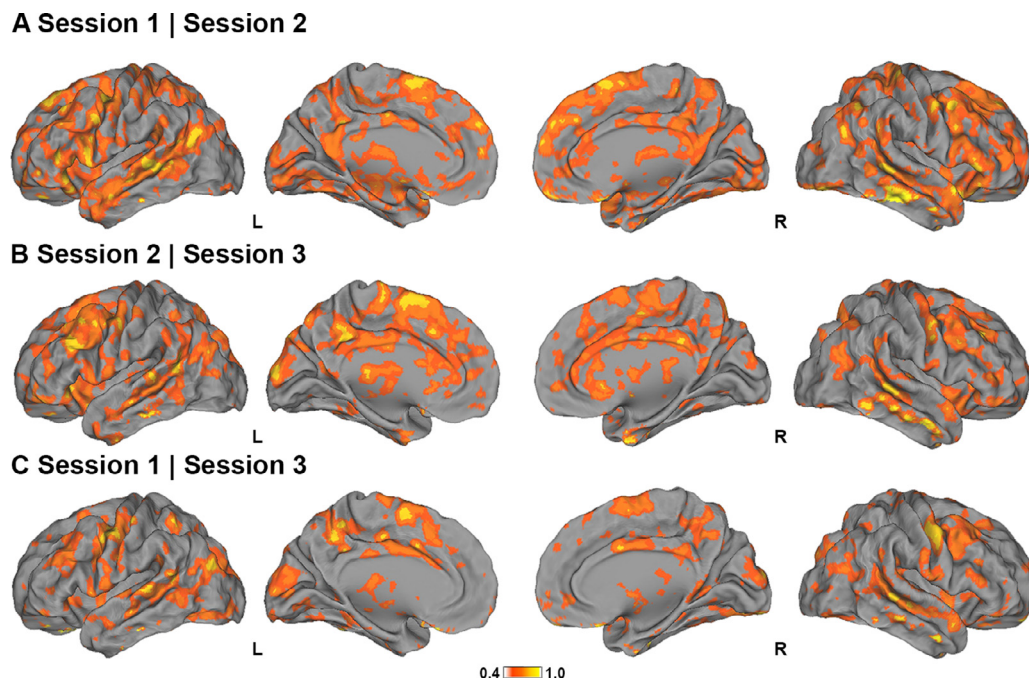 A Session 1 | Session 2
L R
B Session 2 | Session 3
L R
C Session 1 | Session 3
L R
0.4 1.0